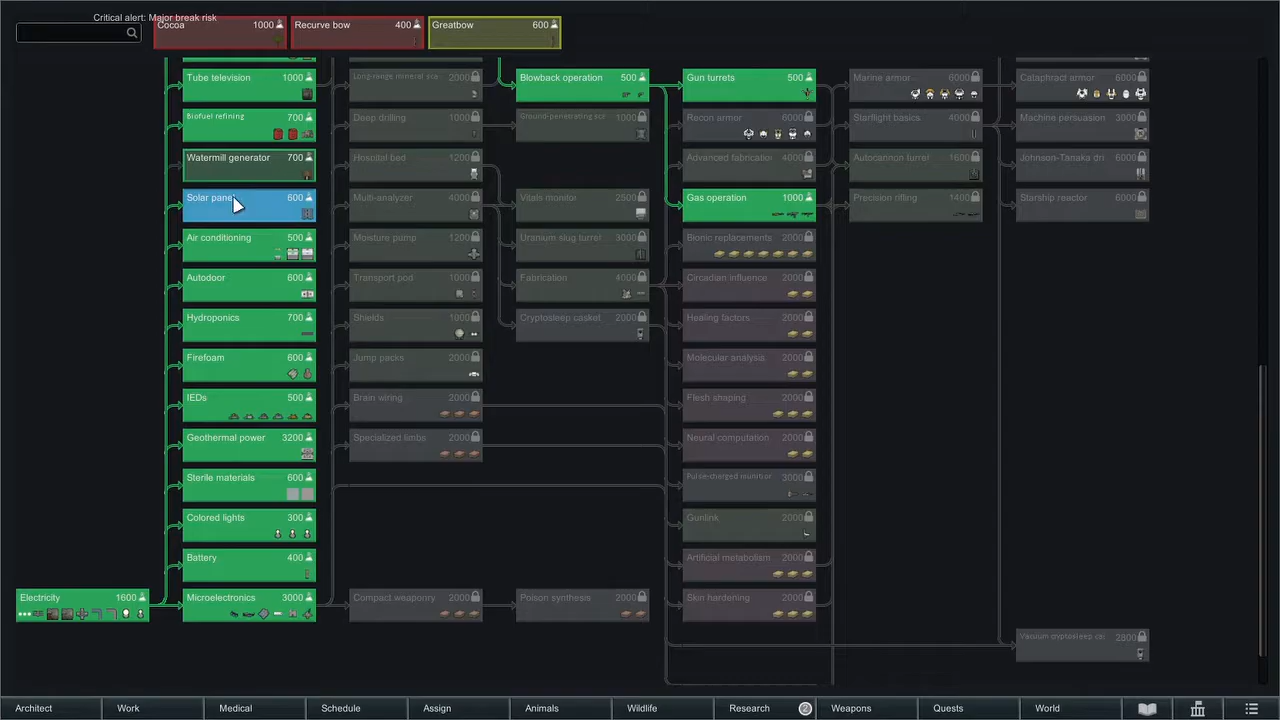 Critical alert: Major break risk
Cocoa 1000
Recurve bow 400
Greatbow 600
Tube television 1000
Long-range mineral sca 2000
Blowback operation 500
Gun turrets 500
Marine armor 6000
Cataphract armor 6000
Biofuel refining 700
Deep drilling 1000
Ground-penetrating sca 1000
Recon armor 6000
Starflight basics 4000
Machine persuasion 3000
Watermill generator 700
Hospital bed 1200
Advanced fabricatio 4000
Autocannon turret 1600
Johnson-Tanaka dri 6000
Solar pane 600
Multi-analyzer 4000
Vitals monitor 2500
Gas operation 1000
Precision rifling 1400
Starship reactor 6000
Air conditioning 500
Moisture pump 1200
Uranium slug turret 3000
Bionic replacements 2000
Autodoor 600
Transport pod 1000
Fabrication 4000
Circadian influence 2000
Hydroponics 700
Shields 1000
Cryptosleep casket 2000
Healing factors 2000
Firefoam 600
Jump packs 2000
Molecular analysis 2000
IEDs 500
Brain wiring 2000
Flesh shaping 2000
Geothermal power 3200
Specialized limbs 2000
Neural computation 2000
Sterile materials 600
Pulse-charged munition 3000
Colored lights 300
Gunlink 2000
Battery 400
Artificial metabolism 2000
Electricity 1600
Microelectronics 3000
Compact weaponry 2000
Poison synthesis 2000
Skin hardening 2000
Vacuum cryptosleep cas 2800
Architect Work Medical Schedule Assign Animals Wildlife Research 2 Weapons Quests World